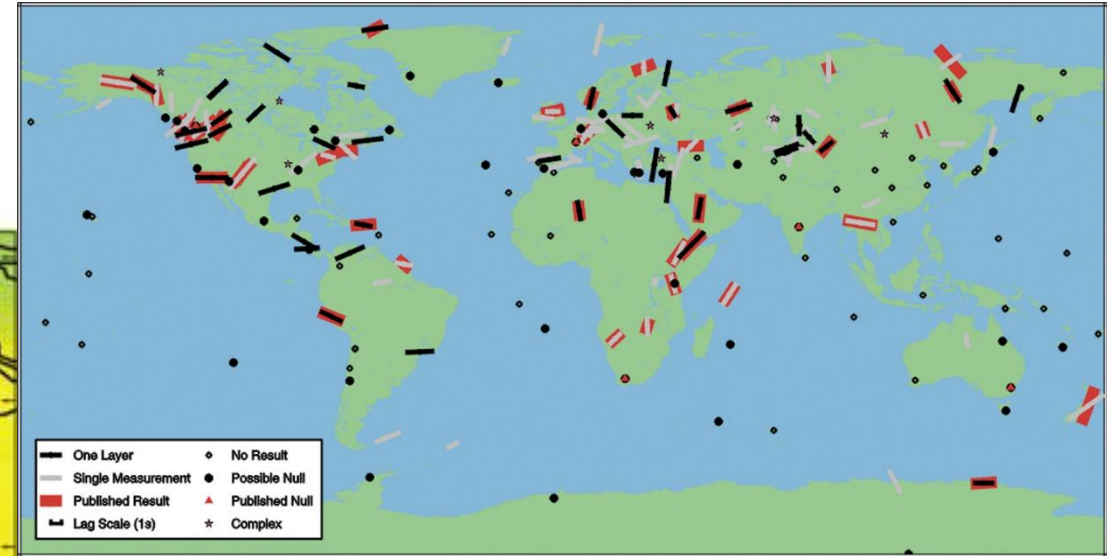 One Layer
Single Measurement
Published Result
Lag Scale (1s)
No Result
Possible Null
Published Null
Complex